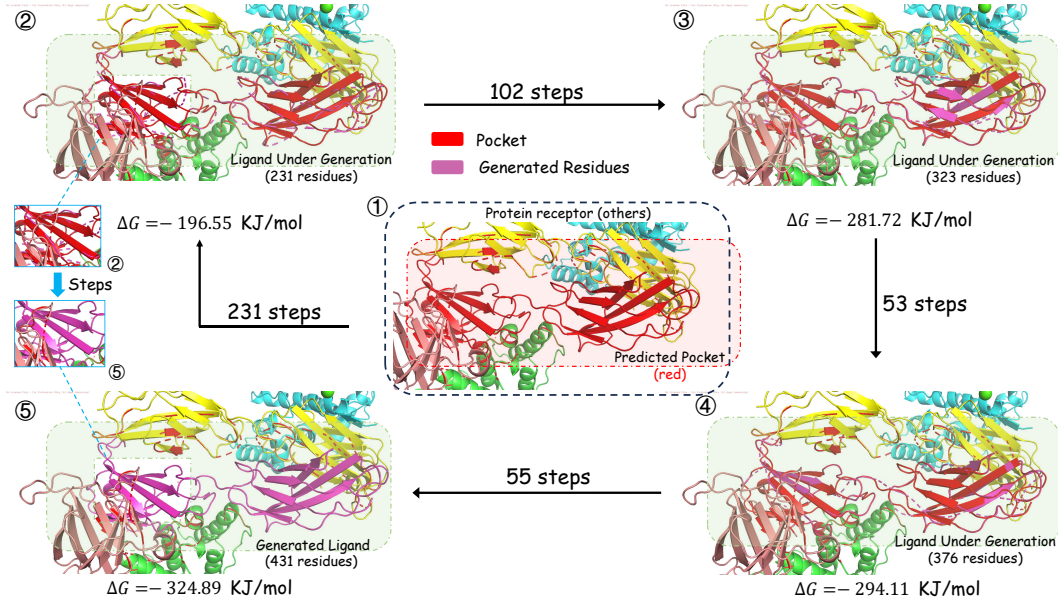 ②
Ligand Under Generation
(231 residues)
ΔG =− 196.55 KJ/mol
102 steps
Pocket
Generated Residues
③
Ligand Under Generation
(323 residues)
ΔG =− 281.72 KJ/mol
②
Steps
⑤
231 steps
①
Protein receptor (others)
Predicted Pocket
(red)
53 steps
⑤
Generated Ligand
(431 residues)
ΔG =− 324.89 KJ/mol
55 steps
④
Ligand Under Generation
(376 residues)
ΔG =− 294.11 KJ/mol